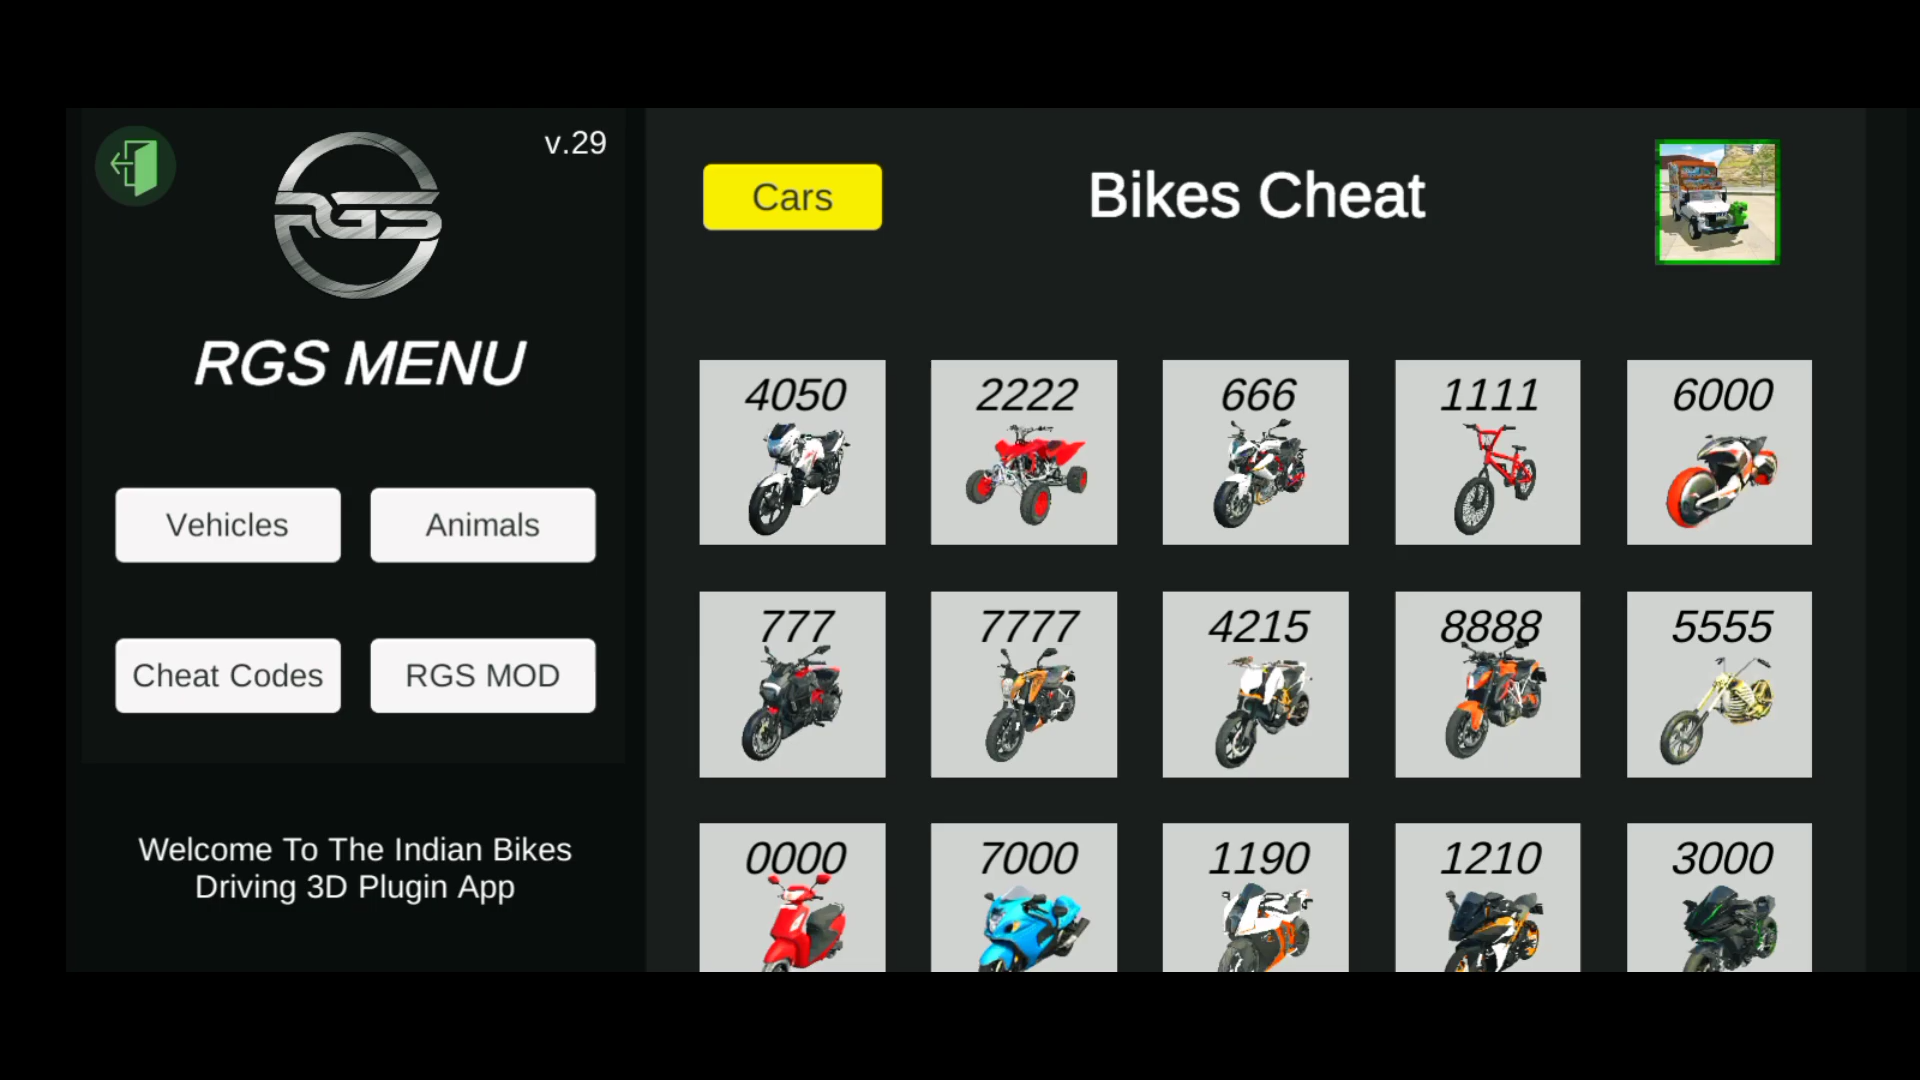 v.29
RGS
RGS MENU
Vehicles
Animals
Cheat Codes
RGS MOD
Welcome To The Indian Bikes
Driving 3D Plugin App
Cars
Bikes Cheat
4050
2222
666
1111
6000
777
7777
4215
8888
5555
0000
7000
1190
1210
3000